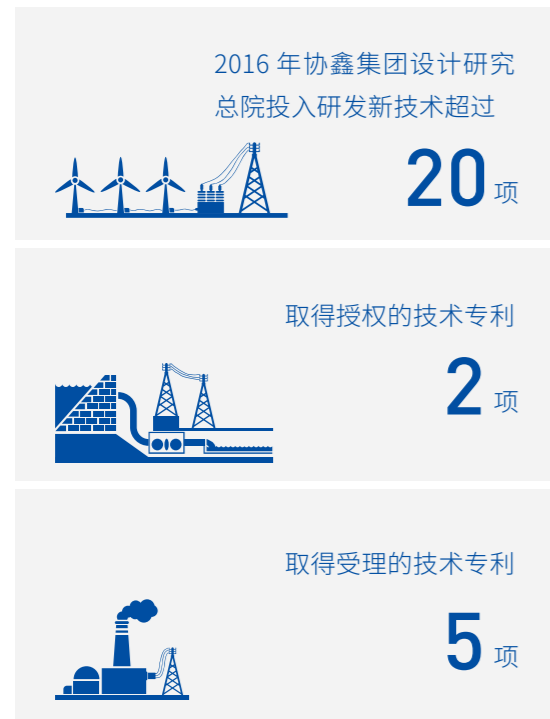 2016 年协鑫集团设计研究
总院投入研发新技术超过
20 项
取得授权的技术专利
2 项
取得受理的技术专利
5 项